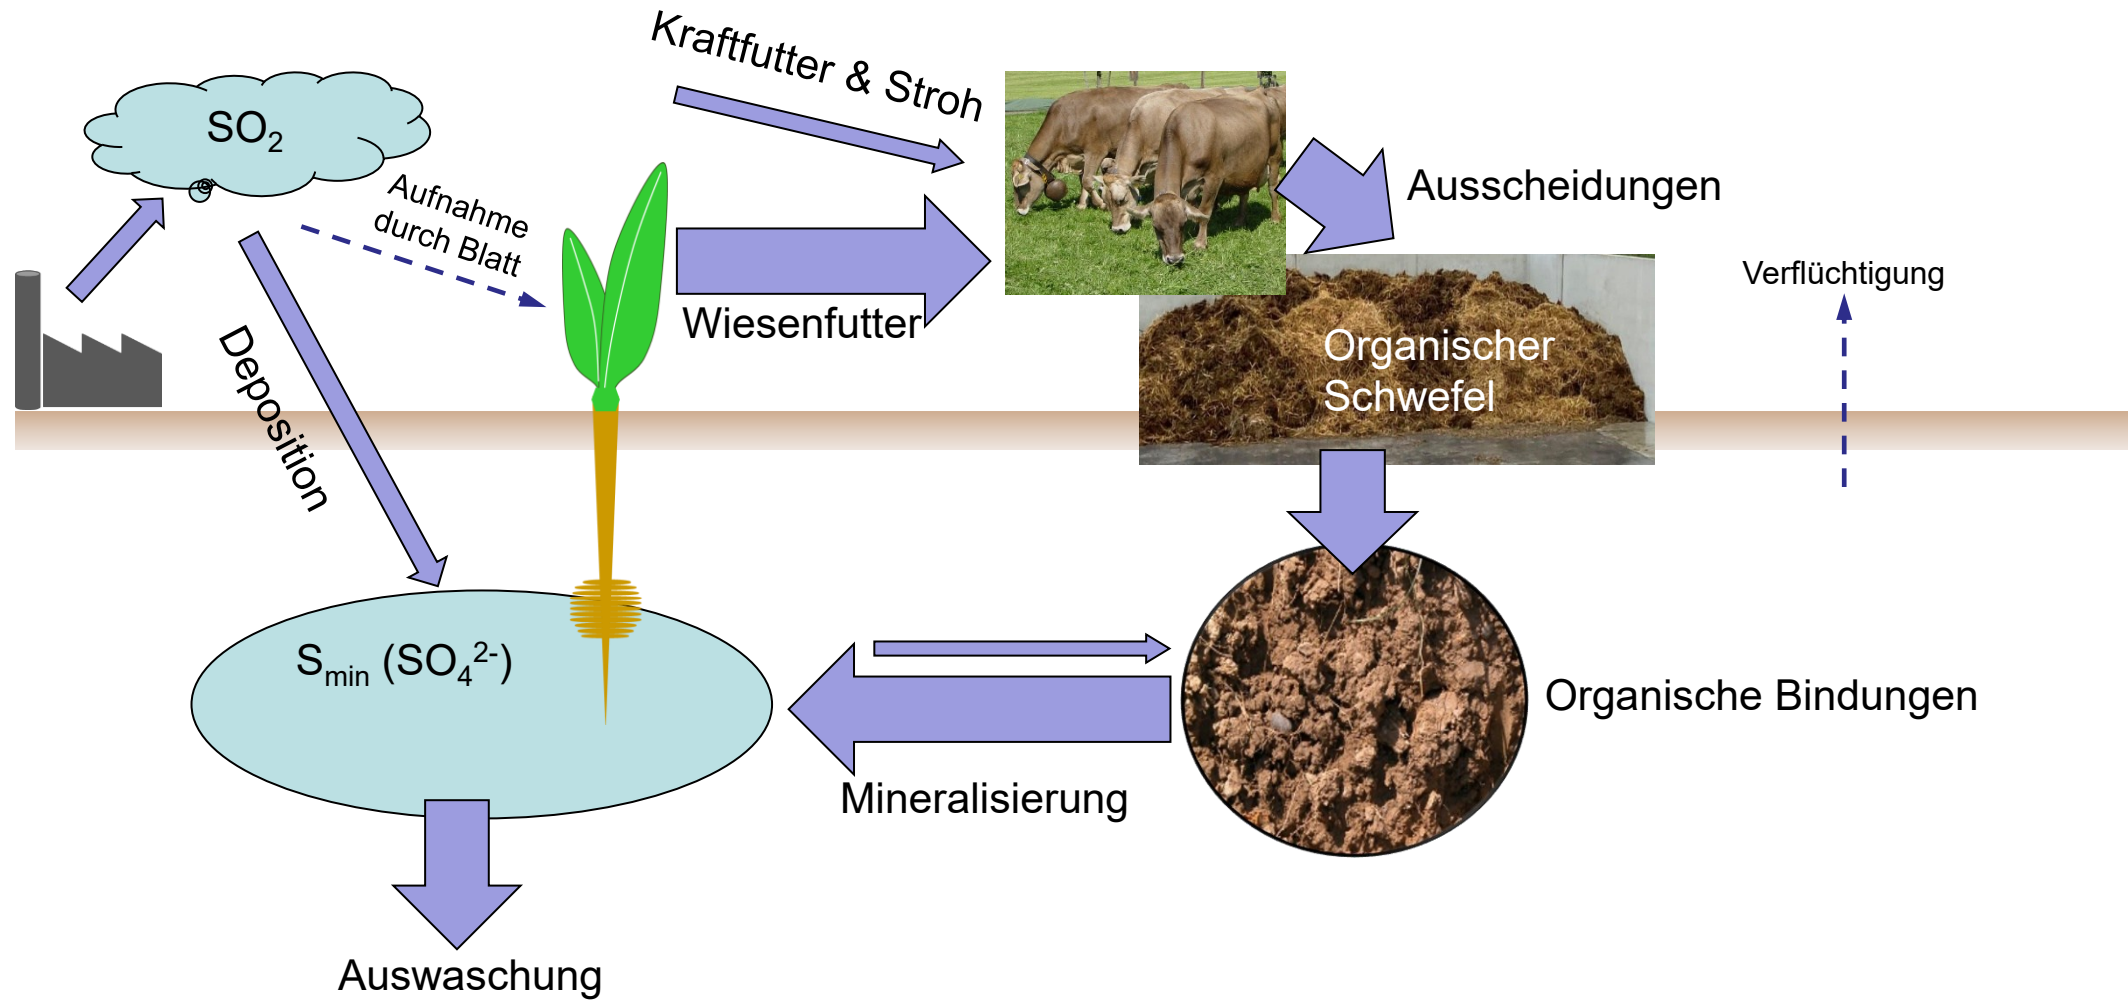 Kraftfutter & Stroh
SO₂
Aufnahme
durch Blatt
Ausscheidungen
Verflüchtigung
Wiesenfutter
Deposition
Organischer
Schwefel
Sₘᵢₙ (SO₄²⁻)
Organische Bindungen
Mineralisierung
Auswaschung